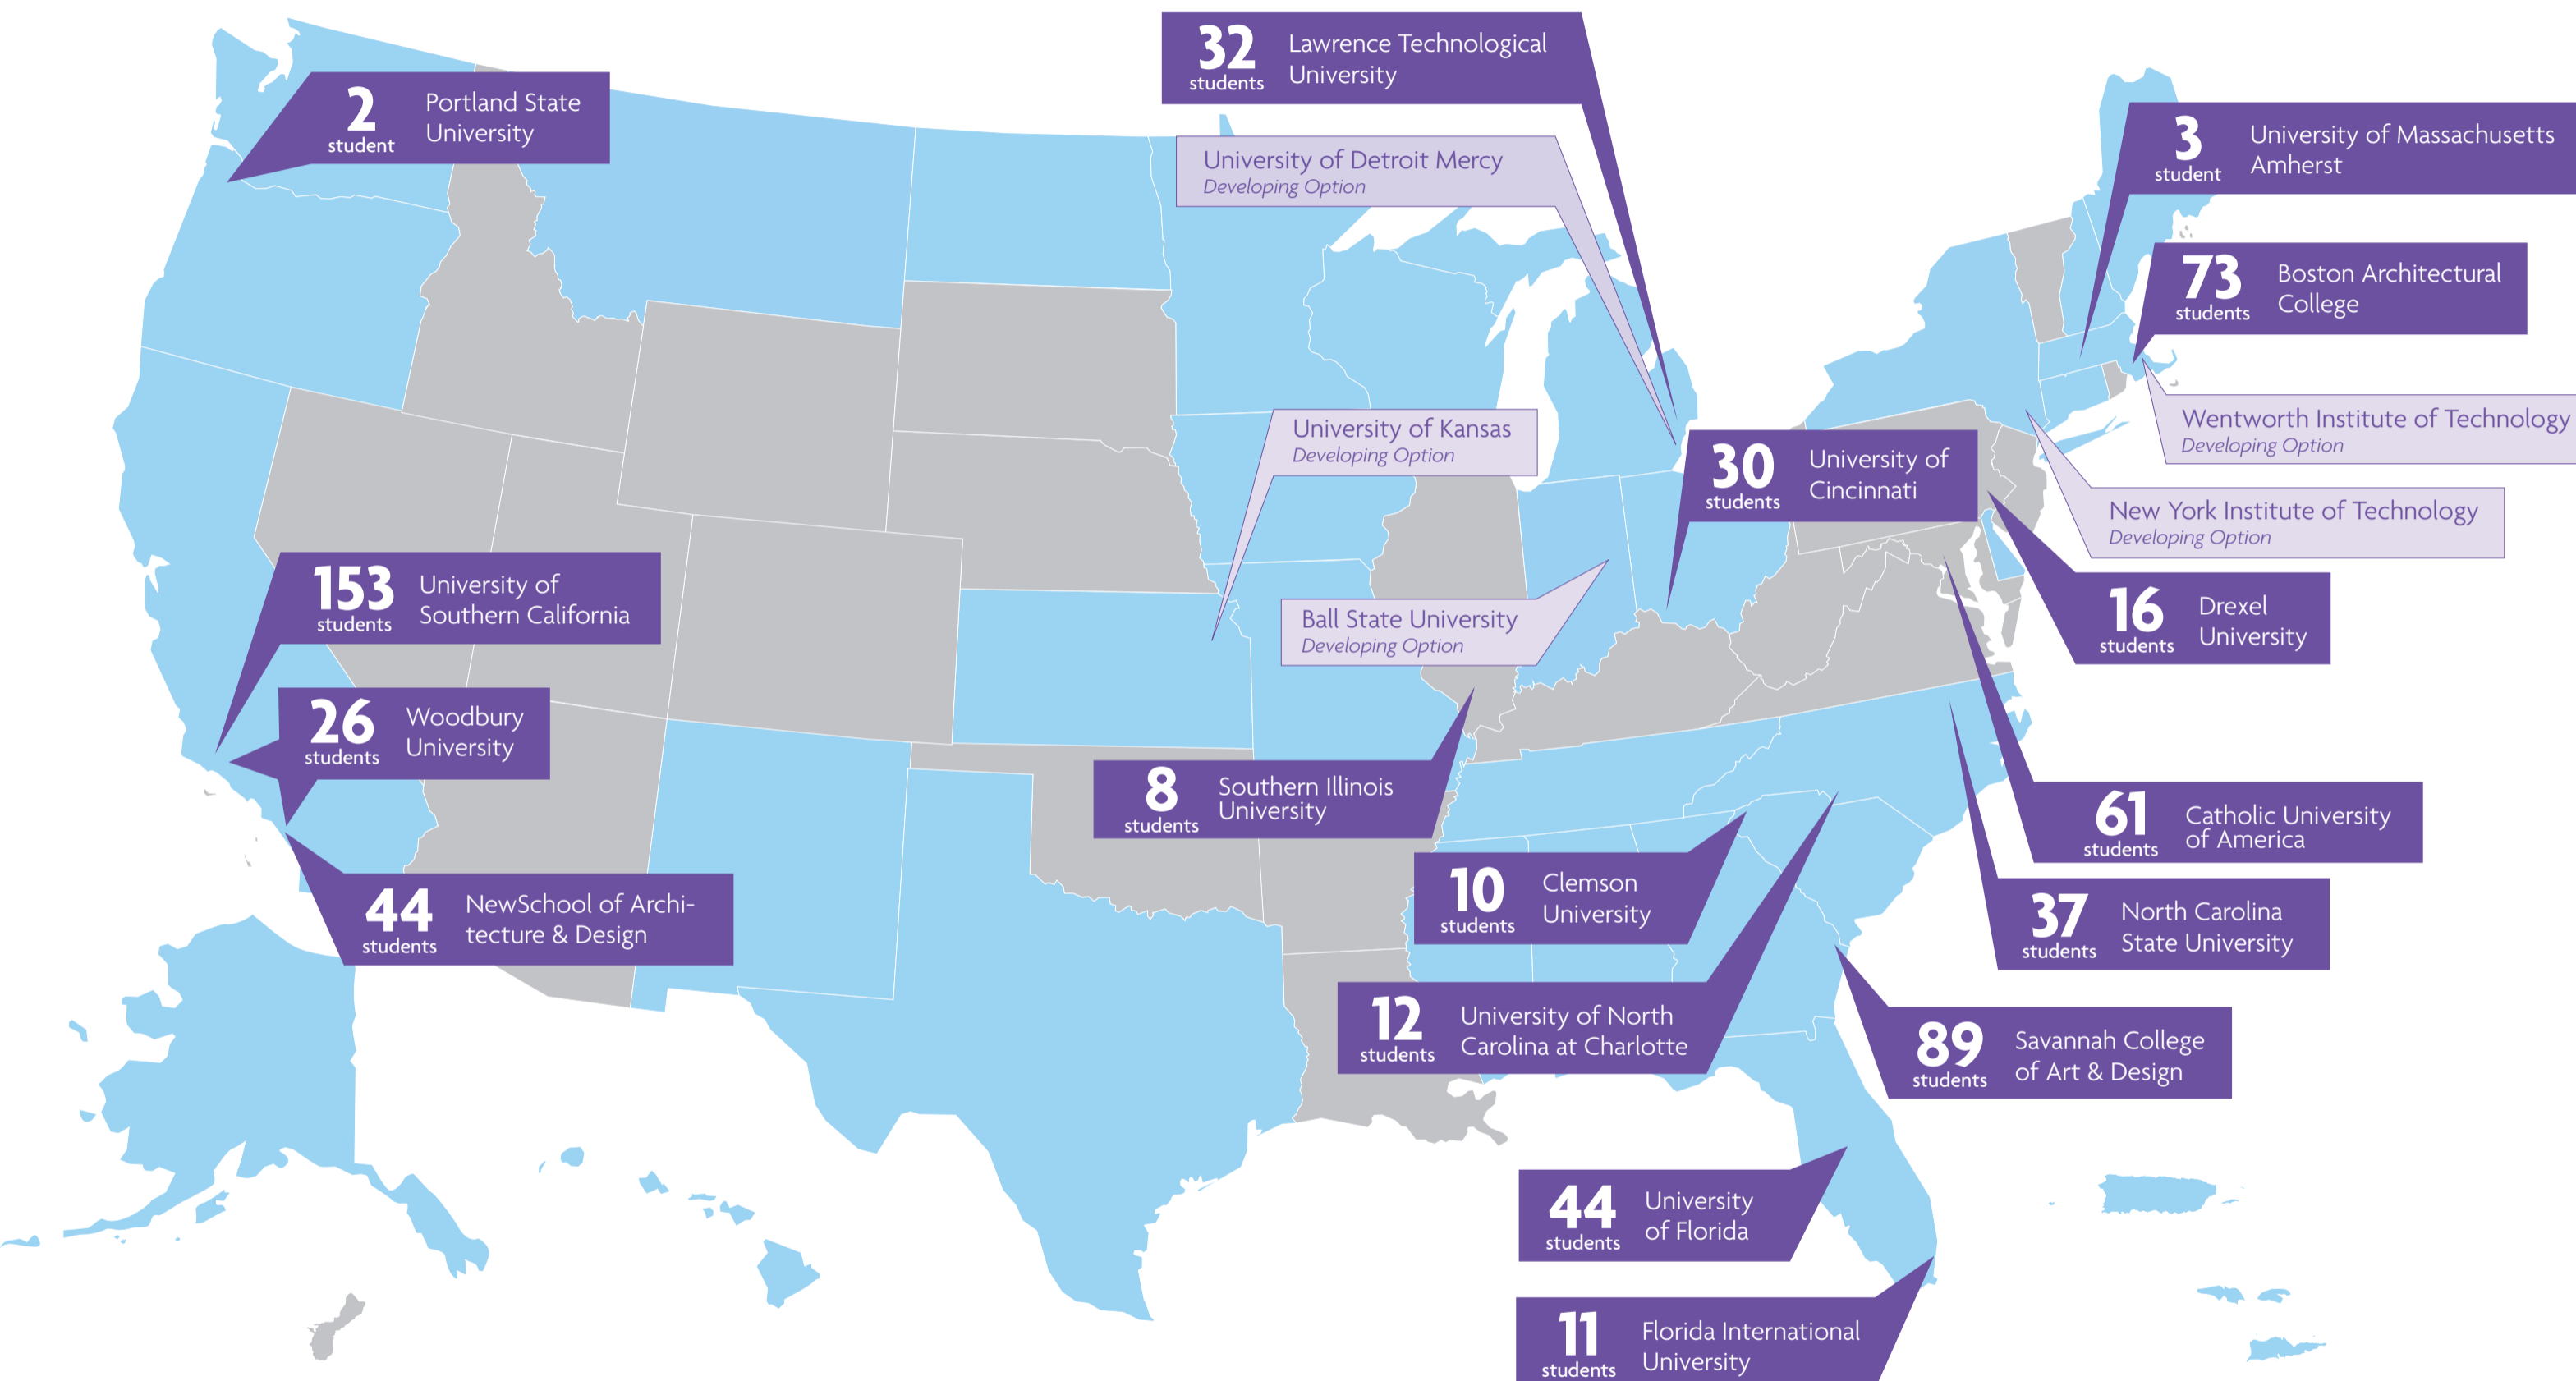 32
students
Lawrence Technological
University
2
student
Portland State
University
3
student
University of Massachusetts
Amherst
University of Detroit Mercy
Developing Option
73
students
Boston Architectural
College
University of Kansas
Developing Option
Wentworth Institute of Technology
Developing Option
30
students
University of
Cincinnati
New York Institute of Technology
Developing Option
153
students
University of
Southern California
Ball State University
Developing Option
16
students
Drexel
University
26
students
Woodbury
University
8
students
Southern Illinois
University
61
students
Catholic University
of America
44
students
NewSchool of Archi-
tecture & Design
10
students
Clemson
University
37
students
North Carolina
State University
12
students
University of North
Carolina at Charlotte
89
students
Savannah College
of Art & Design
44
students
University
of Florida
11
students
Florida International
University